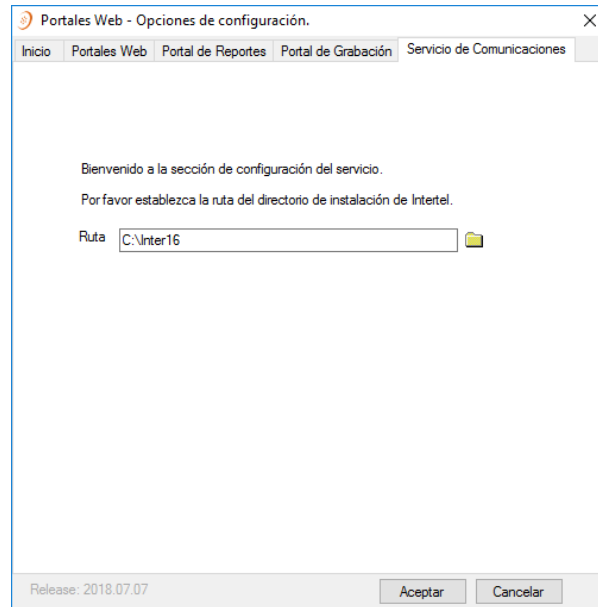 Portales Web - Opciones de configuración.
Inicio Portales Web Portal de Reportes Portal de Grabación Servicio de Comunicaciones
Bienvenido a la sección de configuración del servicio.
Por favor establezca la ruta del directorio de instalación de Intertel.
Ruta C:\Inter16
Release: 2018.07.07 Aceptar Cancelar